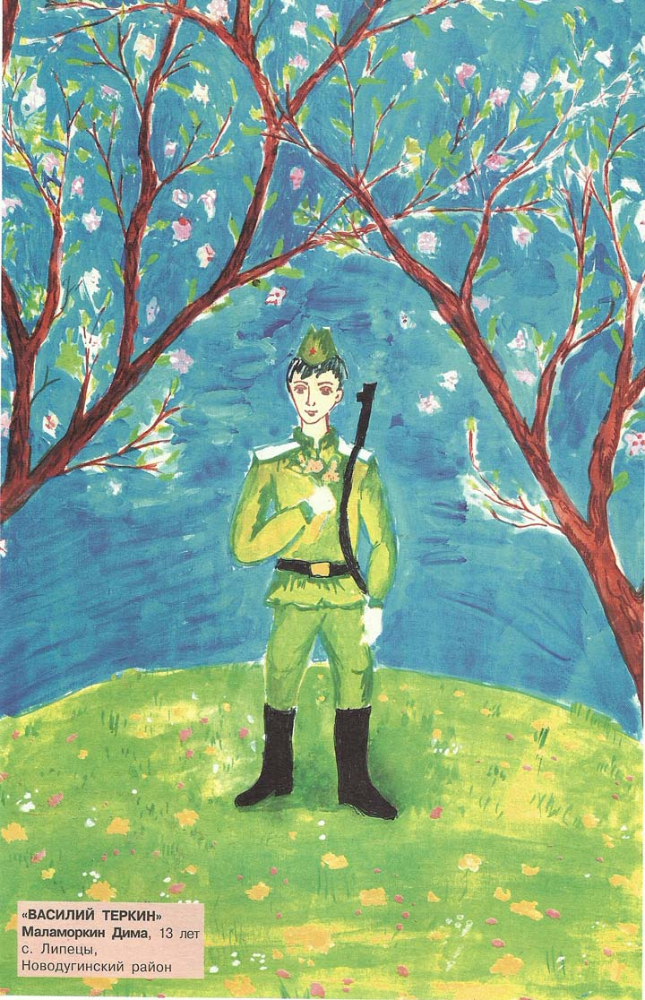 «ВАСИЛИЙ ТЕРКИН»
Маламоркин Дима, 13 лет
с. Липецы,
Новодугинский район